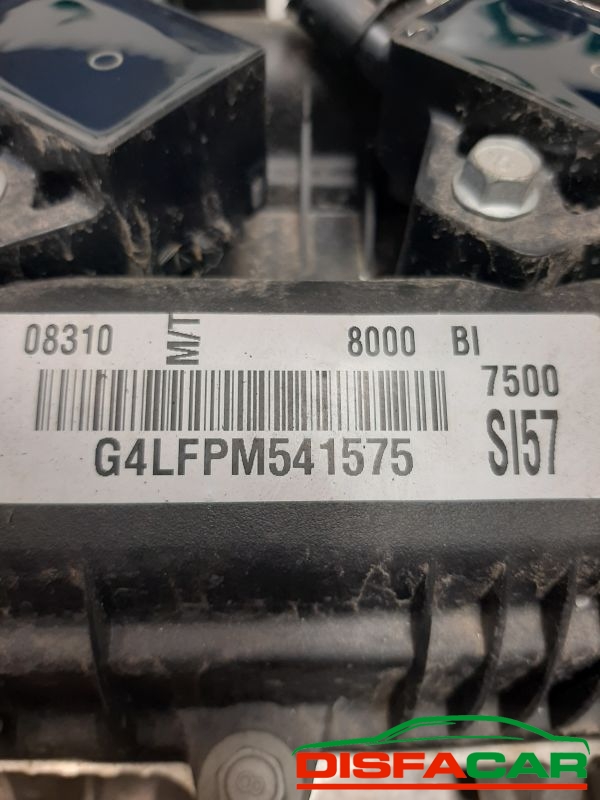 08310 M/T 8000 BI
7500
G4LFPM541575 SI57
DISFACAR